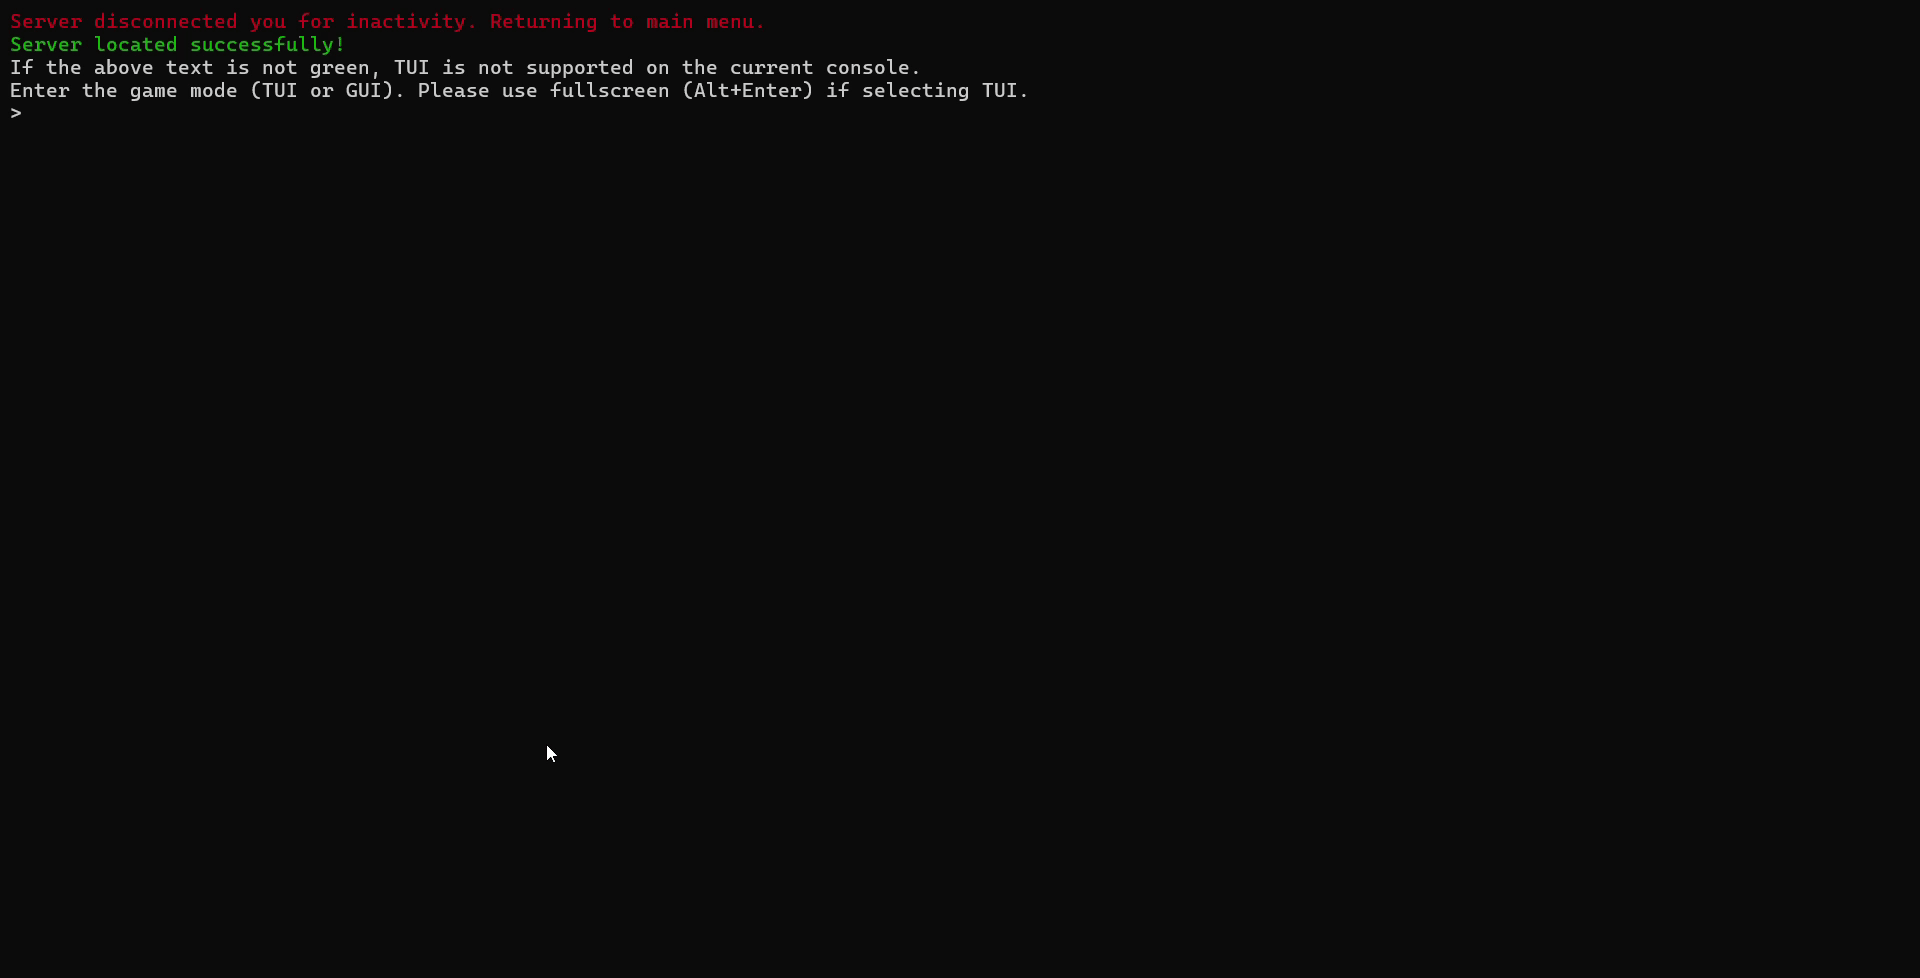 Server disconnected you for inactivity. Returning to main menu.
Server located successfully!
If the above text is not green, TUI is not supported on the current console.
Enter the game mode (TUI or GUI). Please use fullscreen (Alt+Enter) if selecting TUI.
>